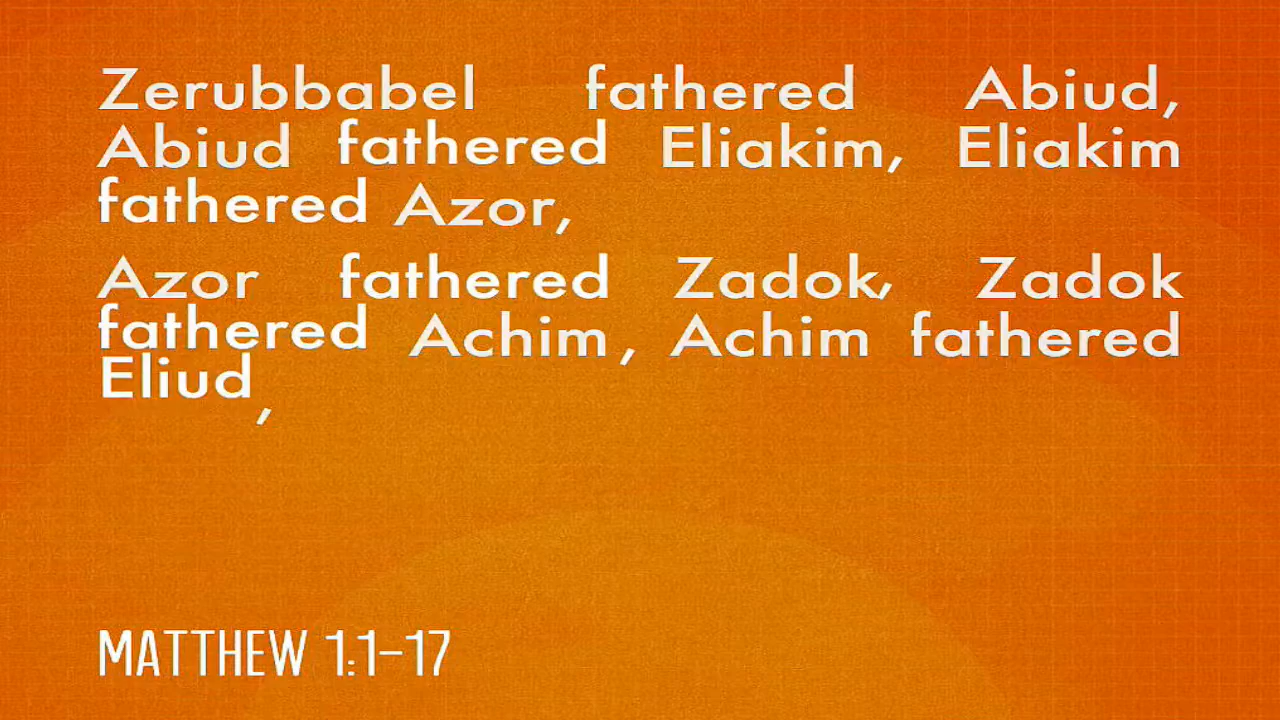 Zerubbabel fathered Abiud,
Abiud fathered Eliakim, Eliakim
fathered Azor,
Azor fathered Zadok, Zadok
fathered Achim, Achim fathered
Eliud,
MATTHEW 1:1-17